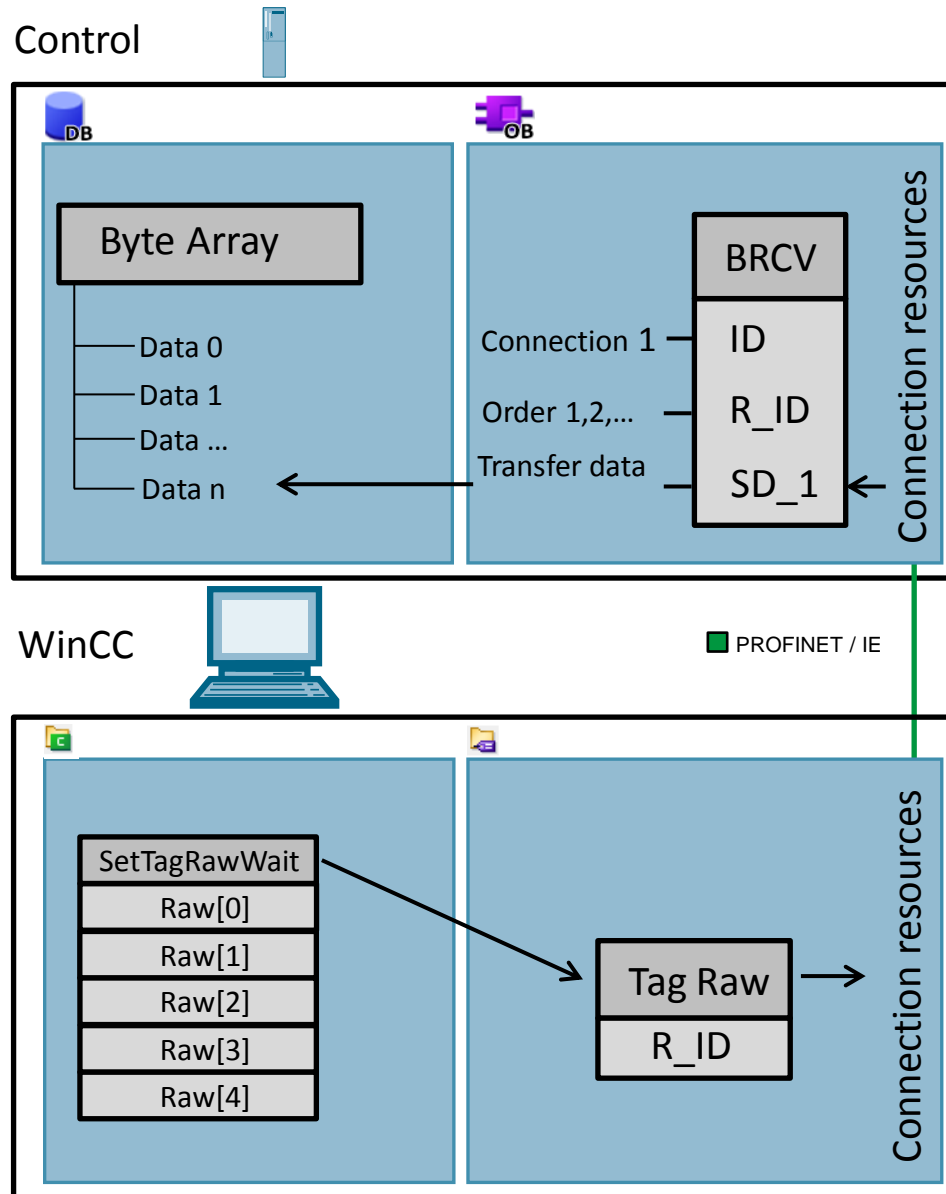 Control
DB
OB
Byte Array
Data 0
Data 1
Data ...
Data n
BRCV
Connection 1
ID
Order 1,2,...
R_ID
Transfer data
SD_1
Connection resources
WinCC
PROFINET / IE
C
SetTagRawWait
Raw[0]
Raw[1]
Raw[2]
Raw[3]
Raw[4]
Tag Raw
R_ID
Connection resources